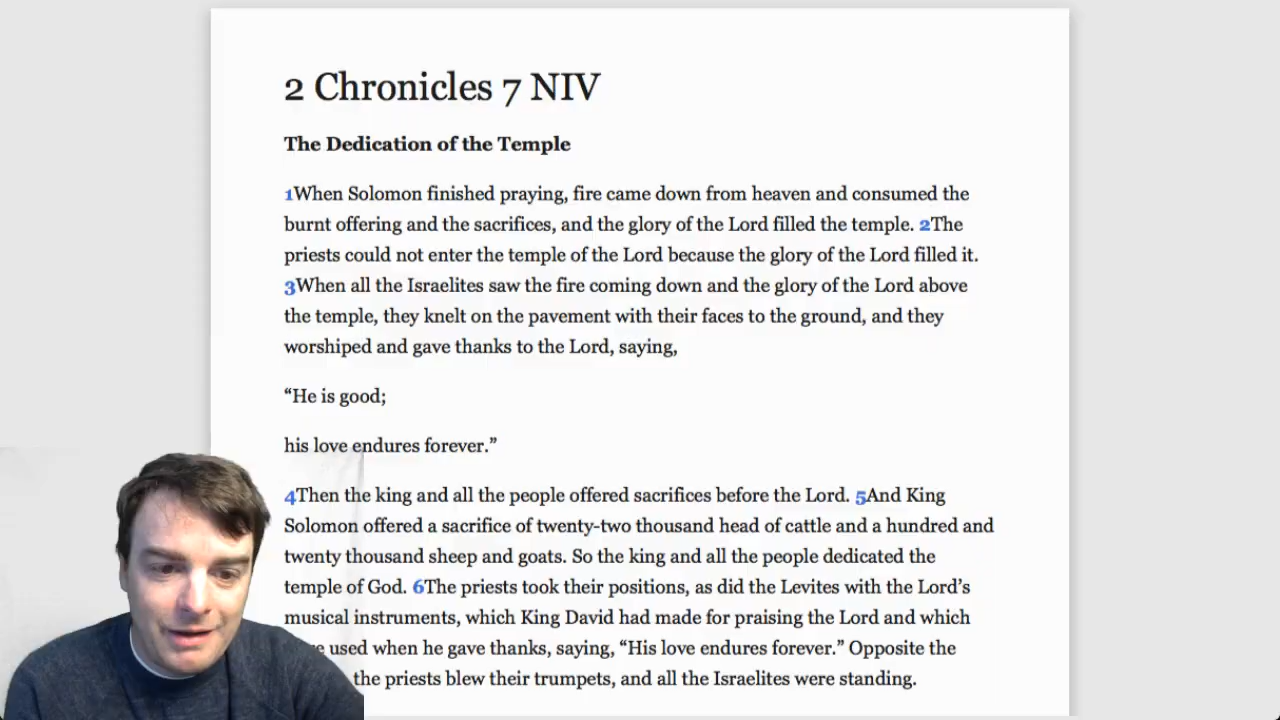 2 Chronicles 7 NIV
The Dedication of the Temple
1When Solomon finished praying, fire came down from heaven and consumed the
burnt offering and the sacrifices, and the glory of the Lord filled the temple. 2The
priests could not enter the temple of the Lord because the glory of the Lord filled it.
3When all the Israelites saw the fire coming down and the glory of the Lord above
the temple, they knelt on the pavement with their faces to the ground, and they
worshiped and gave thanks to the Lord, saying,
“He is good;
his love endures forever.”
4Then the king and all the people offered sacrifices before the Lord. 5And King
Solomon offered a sacrifice of twenty-two thousand head of cattle and a hundred and
twenty thousand sheep and goats. So the king and all the people dedicated the
temple of God. 6The priests took their positions, as did the Levites with the Lord’s
musical instruments, which King David had made for praising the Lord and which
used when he gave thanks, saying, “His love endures forever.” Opposite the
the priests blew their trumpets, and all the Israelites were standing.